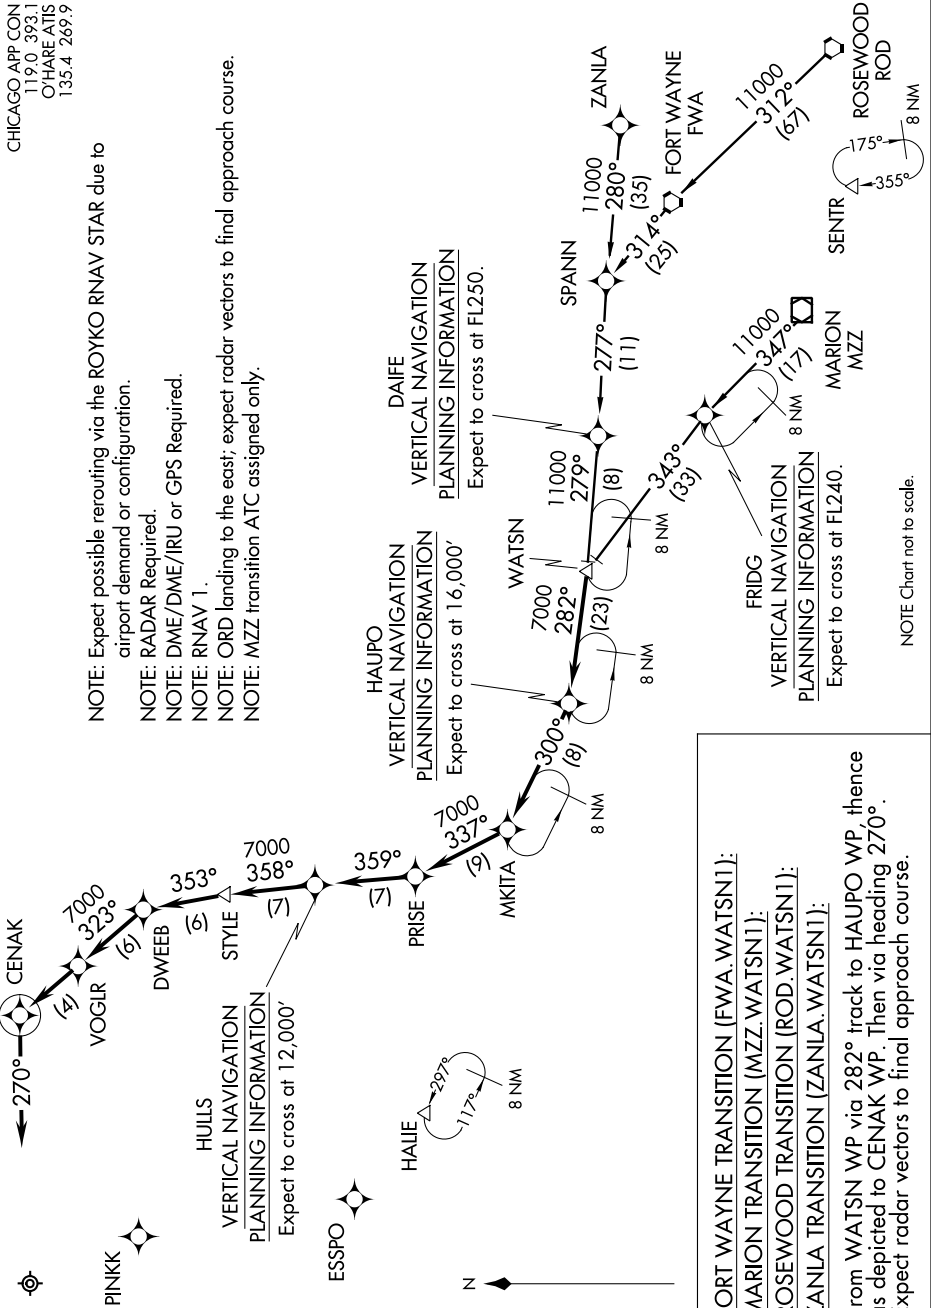 CHICAGO APP CON
119.0 393.1
O'HARE ATIS
135.4 269.9
NOTE: Expect possible rerouting via the ROYKO RNAV STAR due to
airport demand or configuration.
NOTE: RADAR Required.
NOTE: DME/DME/IRU or GPS Required.
NOTE: RNAV 1.
NOTE: ORD landing to the east; expect radar vectors to final approach course.
NOTE: MZZ transition ATC assigned only.
CENAK
270°
(4)
VOGLR
7000
323°
(6)
DWEEB
353°
(6)
STYLE
7000
358°
(7)
HULLS
VERTICAL NAVIGATION
PLANNING INFORMATION
Expect to cross at 12,000'
359°
(7)
PRISE
7000
337°
(9)
MKITA
8 NM
300°
(8)
HAUPO
VERTICAL NAVIGATION
PLANNING INFORMATION
Expect to cross at 16,000'
8 NM
7000
282°
(23)
WATSN
8 NM
11000
279°
(8)
DAIFE
VERTICAL NAVIGATION
PLANNING INFORMATION
Expect to cross at FL250.
277°
(11)
SPANN
11000
280°
(35)
ZANLA
314°
(25)
FORT WAYNE
FWA
11000
312°
(67)
ROSEWOOD
ROD
343°
(33)
FRIDG
VERTICAL NAVIGATION
PLANNING INFORMATION
Expect to cross at FL240.
8 NM
11000
347°
(17)
MARION
MZZ
SENTR
175°
355°
8 NM
HALIE
297°
117°
8 NM
PINKK
ESSPO
N
NOTE Chart not to scale.
ORT WAYNE TRANSITION (FWA.WATSN1):
MARION TRANSITION (MZZ.WATSN1):
OSEWOOD TRANSITION (ROD.WATSN1):
ANLA TRANSITION (ZANLA.WATSN1):
rom WATSN WP via 282° track to HAUPO WP, thence
s depicted to CENAK WP. Then via heading 270°.
xpect radar vectors to final approach course.